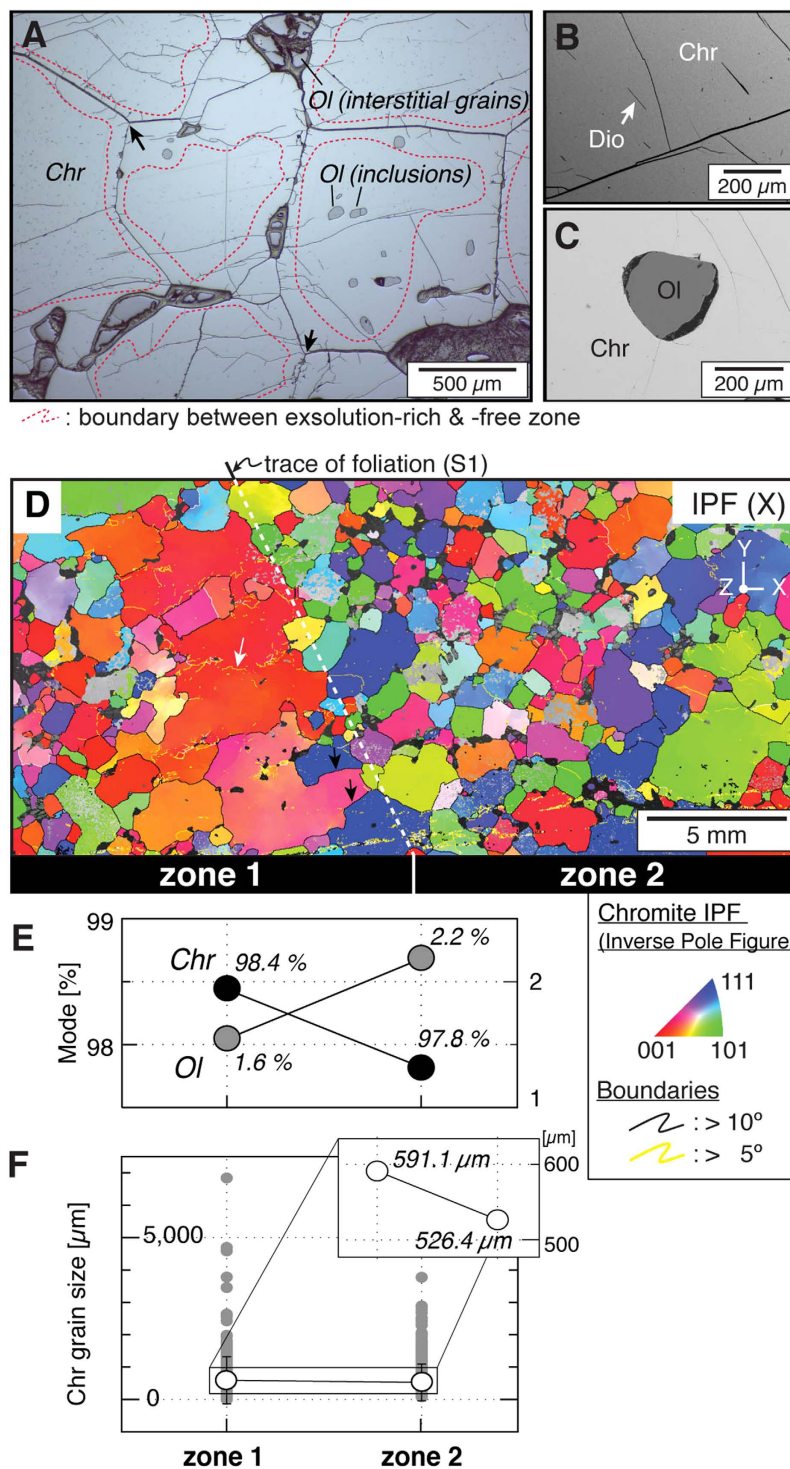 A
Ol (interstitial grains)
Chr
Ol (inclusions)
500 µm
B
Chr
Dio
200 µm
C
Ol
Chr
200 µm
: boundary between exsolution-rich & -free zone
trace of foliation (S1)
D
IPF (X)
Y
Z X
5 mm
zone 1 zone 2
E
99
Mode [%]
98
Chr
98.4 %
Ol
1.6 %
2.2 %
97.8 %
2
1
Chromite IPF
(Inverse Pole Figure
111
001 101
Boundaries
: > 10º
: > 5º
F
Chr grain size [µm]
5,000
0
[µm]
591.1 µm
600
526.4 µm
500
zone 1 zone 2